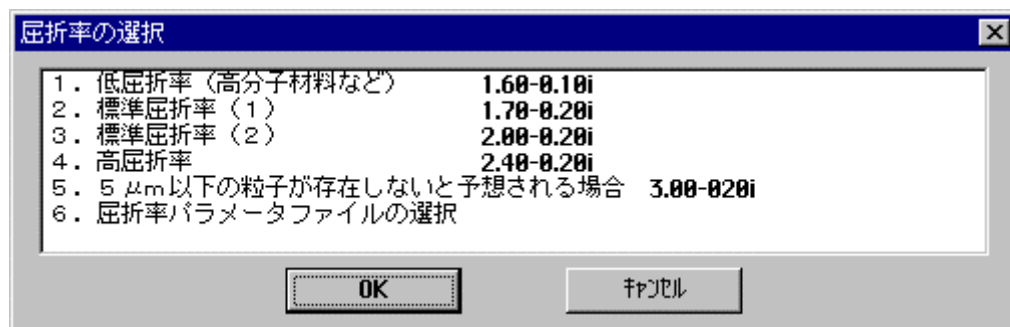 屈折率の選択
１．低屈折率（高分子材料など） 1.60-0.10i
２．標準屈折率（１） 1.70-0.20i
３．標準屈折率（２） 2.00-0.20i
４．高屈折率 2.40-0.20i
５．５μｍ以下の粒子が存在しないと予想される場合 3.00-020i
６．屈折率パラメータファイルの選択
OK ｷｬﾝｾﾙ